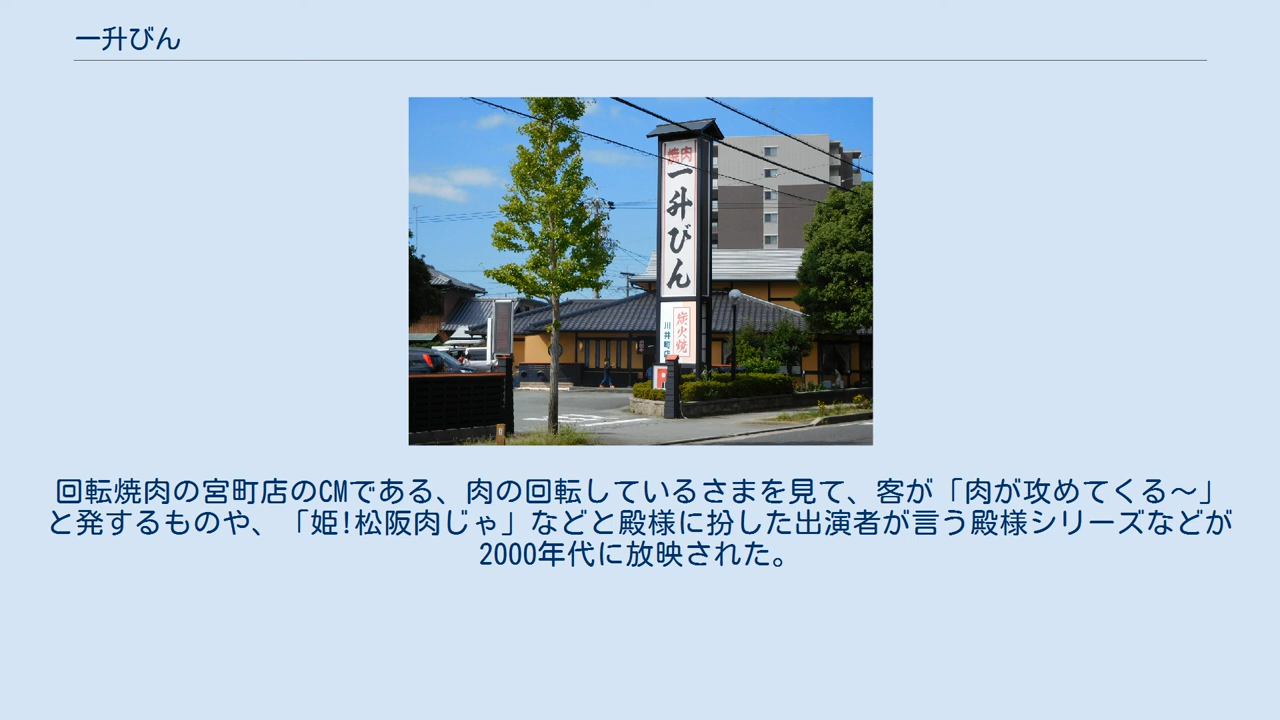 一升びん
焼肉
一升びん
炭火焼
川井町店
P
回転焼肉の宮町店のCMである、肉の回転しているさまを見て、客が「肉が攻めてくる～」
と発するものや、「姫!松阪肉じゃ」などと殿様に扮した出演者が言う殿様シリーズなどが
2000年代に放映された。